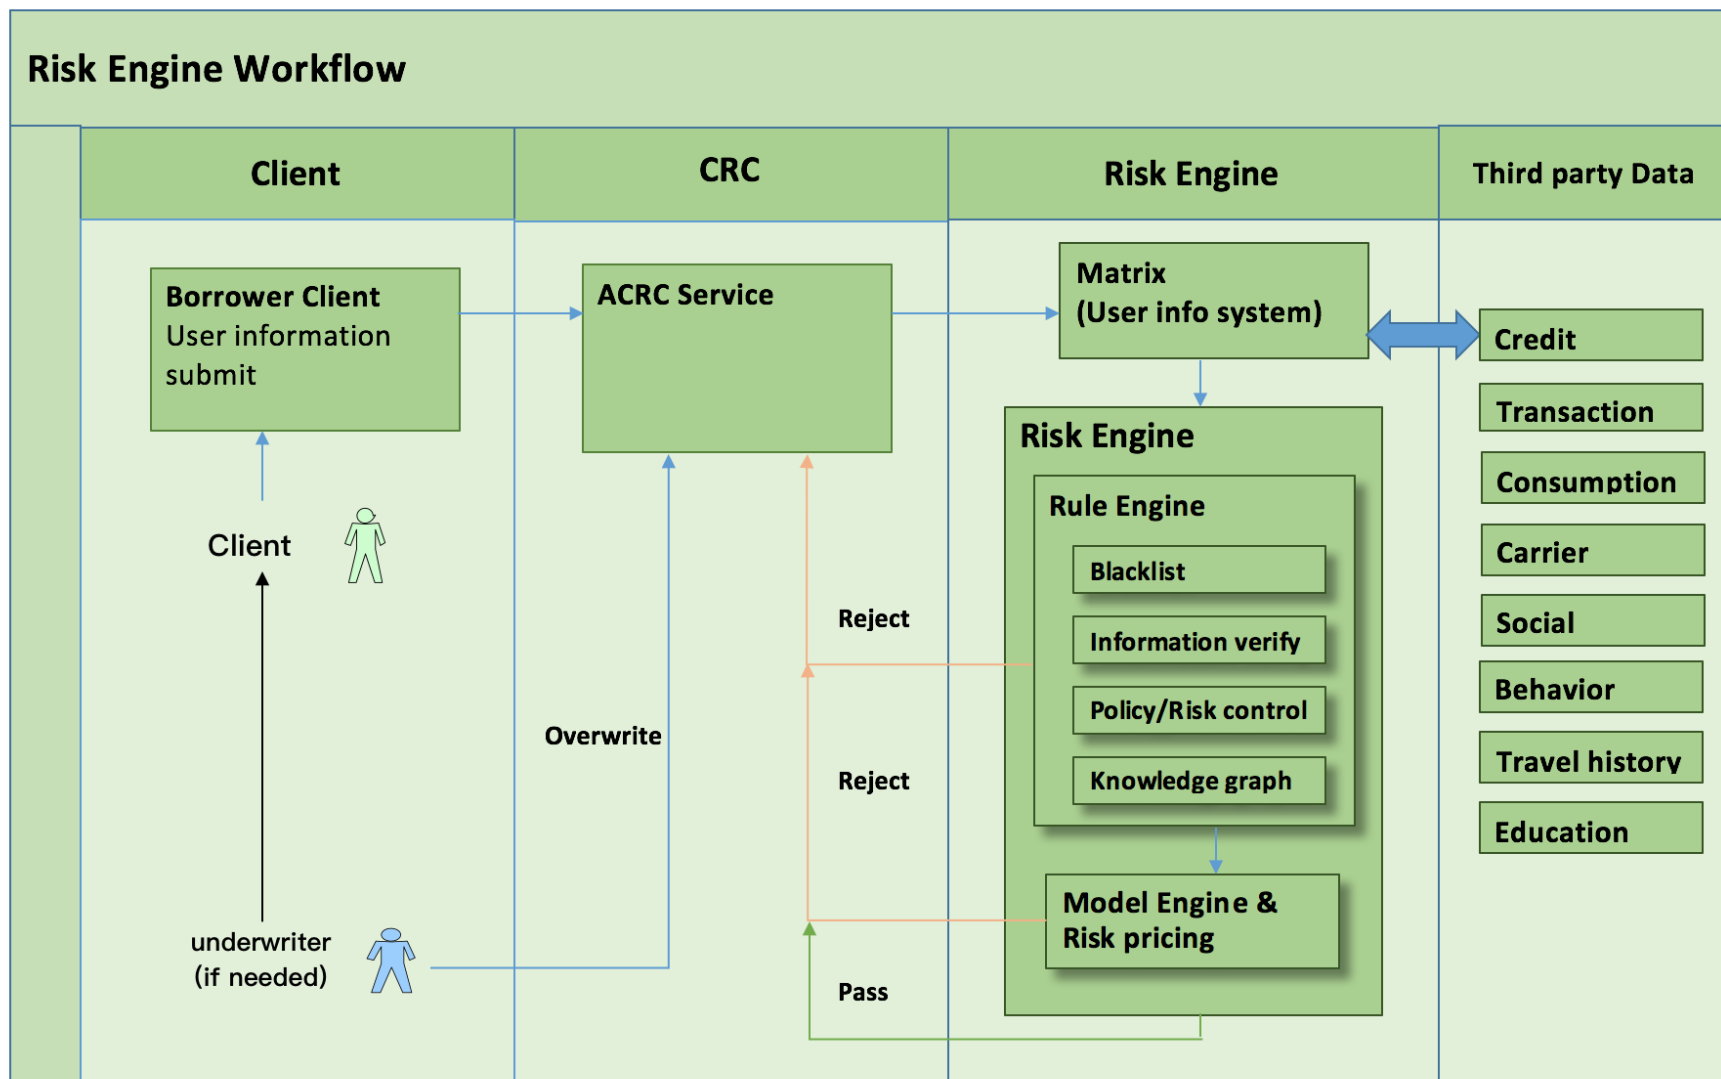 Risk Engine Workflow
Client
CRC
Risk Engine
Third party Data
Borrower Client
User information
submit
ACRC Service
Matrix
(User info system)
Credit
Transaction
Consumption
Carrier
Social
Behavior
Travel history
Education
Risk Engine
Rule Engine
Blacklist
Information verify
Policy/Risk control
Knowledge graph
Model Engine &
Risk pricing
Client
Reject
Overwrite
Reject
underwriter
(if needed)
Pass